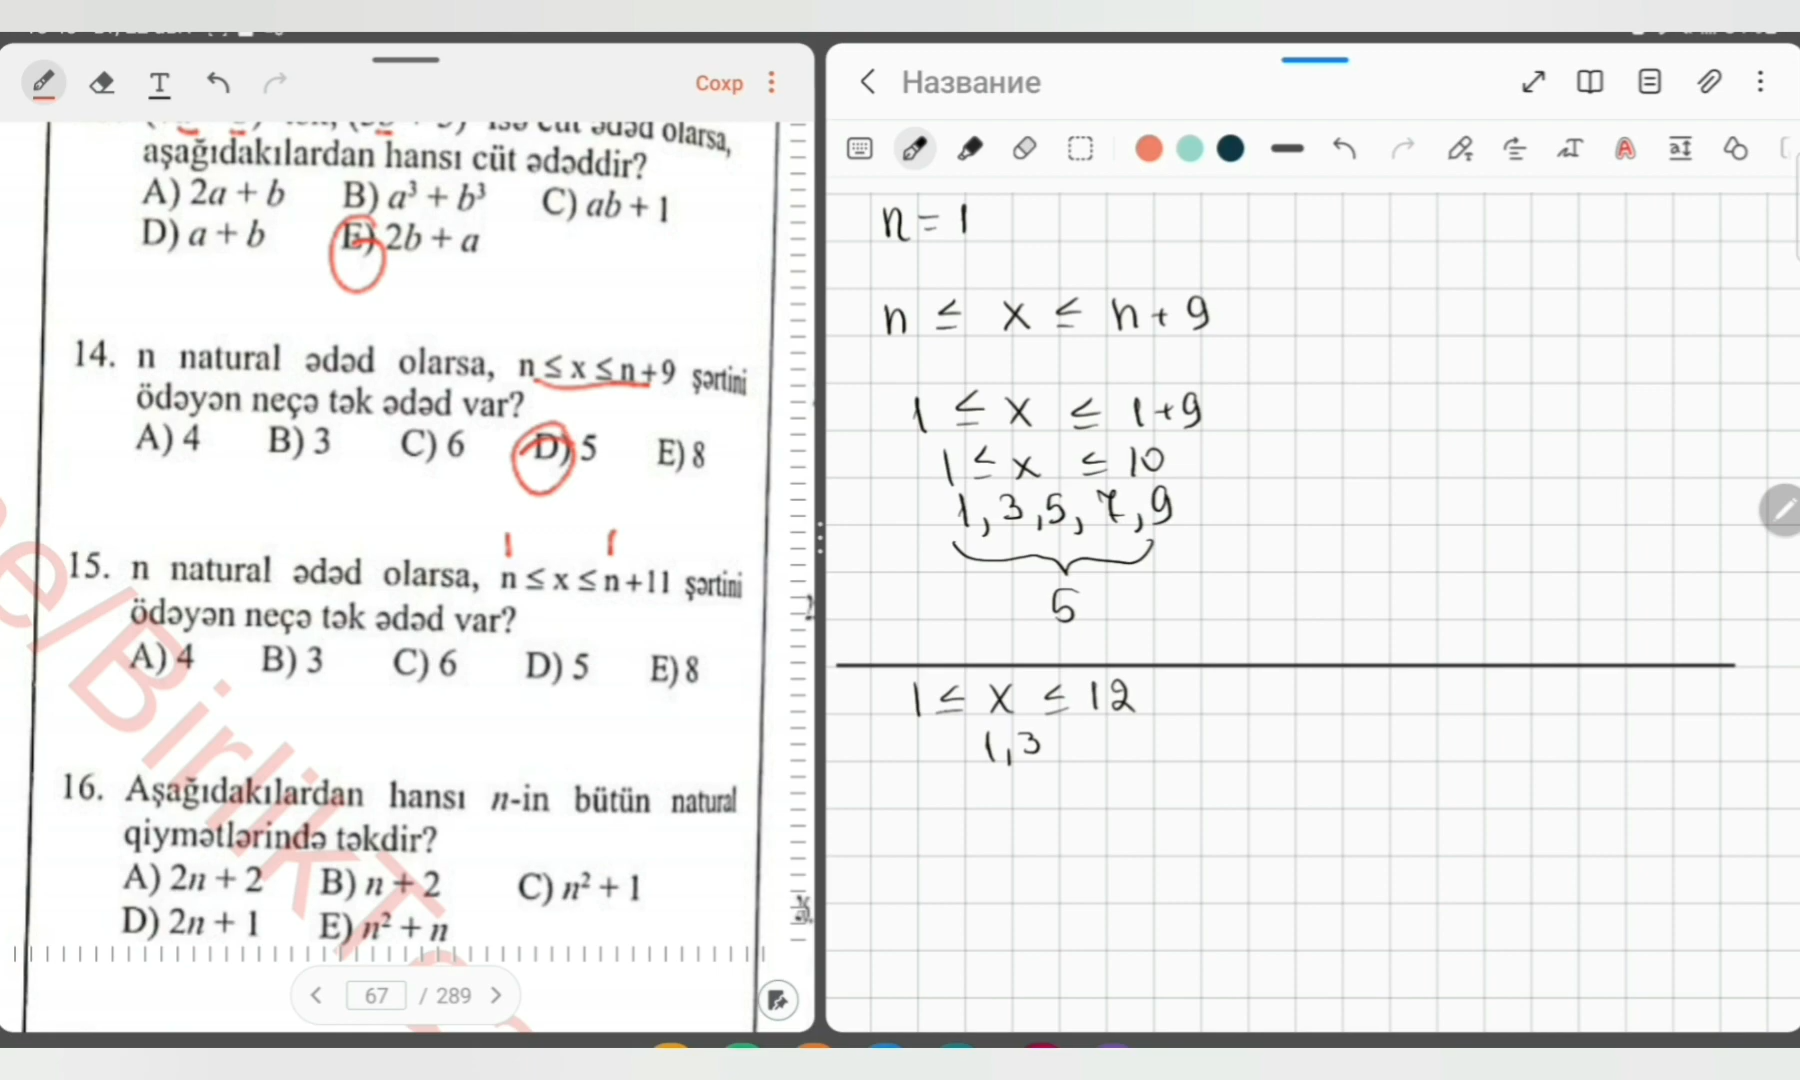 Сохр
aşağıdakılardan hansı cüt ədəddir?
A) 2a + b B) a³ + b³ C) ab + 1
D) a + b E) 2b + a
14. n natural ədəd olarsa, n ≤ x ≤ n+9 şərtini
ödəyən neçə tək ədəd var?
A) 4 B) 3 C) 6 D) 5 E) 8
15. n natural ədəd olarsa, n ≤ x ≤ n+11 şərtini
ödəyən neçə tək ədəd var?
A) 4 B) 3 C) 6 D) 5 E) 8
16. Aşağıdakılardan hansı n-in bütün natural
qiymətlərində təkdir?
A) 2n + 2 B) n + 2 C) n² + 1
D) 2n + 1 E) n² + n
67 / 289
Название
n = 1
n ≤ x ≤ n + 9
1 ≤ x ≤ 1 + 9
1 ≤ x ≤ 10
1, 3, 5, 7, 9
5
1 ≤ x ≤ 12
1, 3